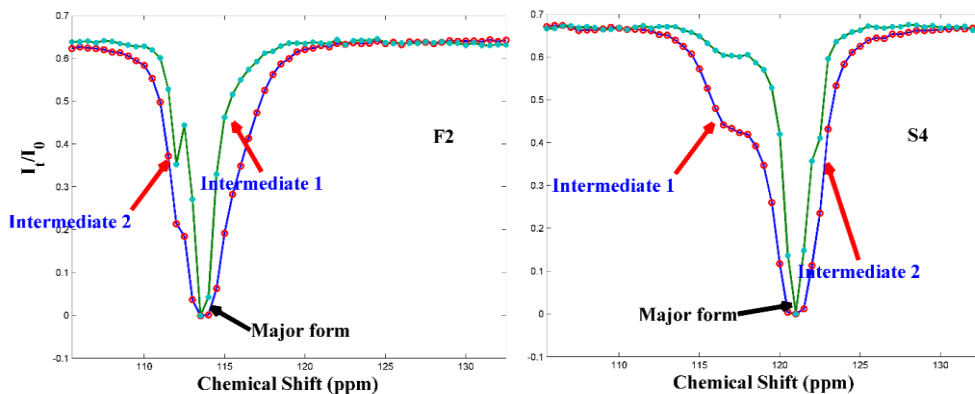 0.7
0.6
0.5
0.4
0.3
0.2
0.1
0
-0.1
I_t/I_0
110
115
120
125
130
Chemical Shift (ppm)
F2
Intermediate 1
Intermediate 2
Major form
0.7
0.6
0.5
0.4
0.3
0.2
0.1
0
-0.1
110
115
120
125
130
Chemical Shift (ppm)
S4
Intermediate 1
Intermediate 2
Major form